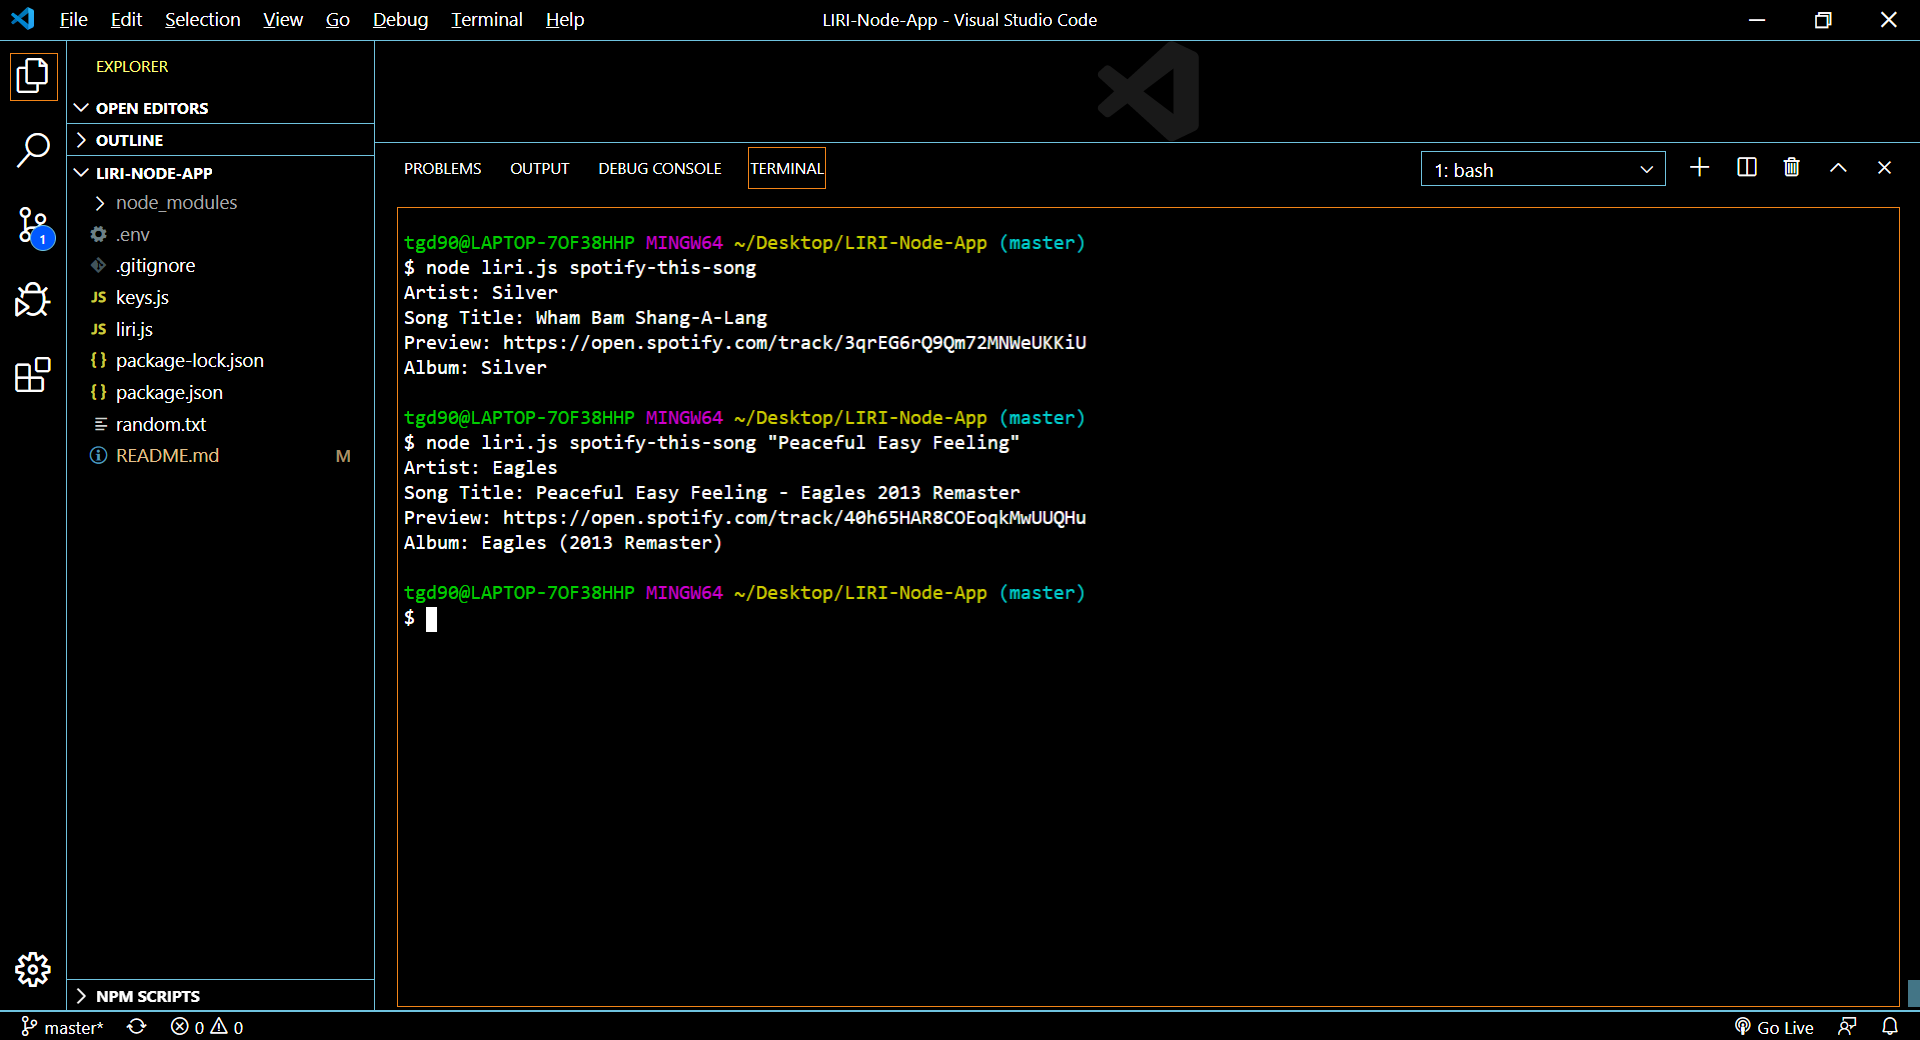 File Edit Selection View Go Debug Terminal Help
LIRI-Node-App - Visual Studio Code
EXPLORER
OPEN EDITORS
OUTLINE
LIRI-NODE-APP
node_modules
.env
.gitignore
JS keys.js
JS liri.js
{} package-lock.json
{} package.json
random.txt
README.md M
NPM SCRIPTS
1
PROBLEMS OUTPUT DEBUG CONSOLE TERMINAL
1: bash
tgd90@LAPTOP-7OF38HHP MINGW64 ~/Desktop/LIRI-Node-App (master)
$ node liri.js spotify-this-song
Artist: Silver
Song Title: Wham Bam Shang-A-Lang
Preview: https://open.spotify.com/track/3qrEG6rQ9Qm72MNWeUKKiU
Album: Silver
tgd90@LAPTOP-7OF38HHP MINGW64 ~/Desktop/LIRI-Node-App (master)
$ node liri.js spotify-this-song "Peaceful Easy Feeling"
Artist: Eagles
Song Title: Peaceful Easy Feeling - Eagles 2013 Remaster
Preview: https://open.spotify.com/track/40h65HAR8COEoqkMwUUQHu
Album: Eagles (2013 Remaster)
tgd90@LAPTOP-7OF38HHP MINGW64 ~/Desktop/LIRI-Node-App (master)
$
master* 0 0
Go Live